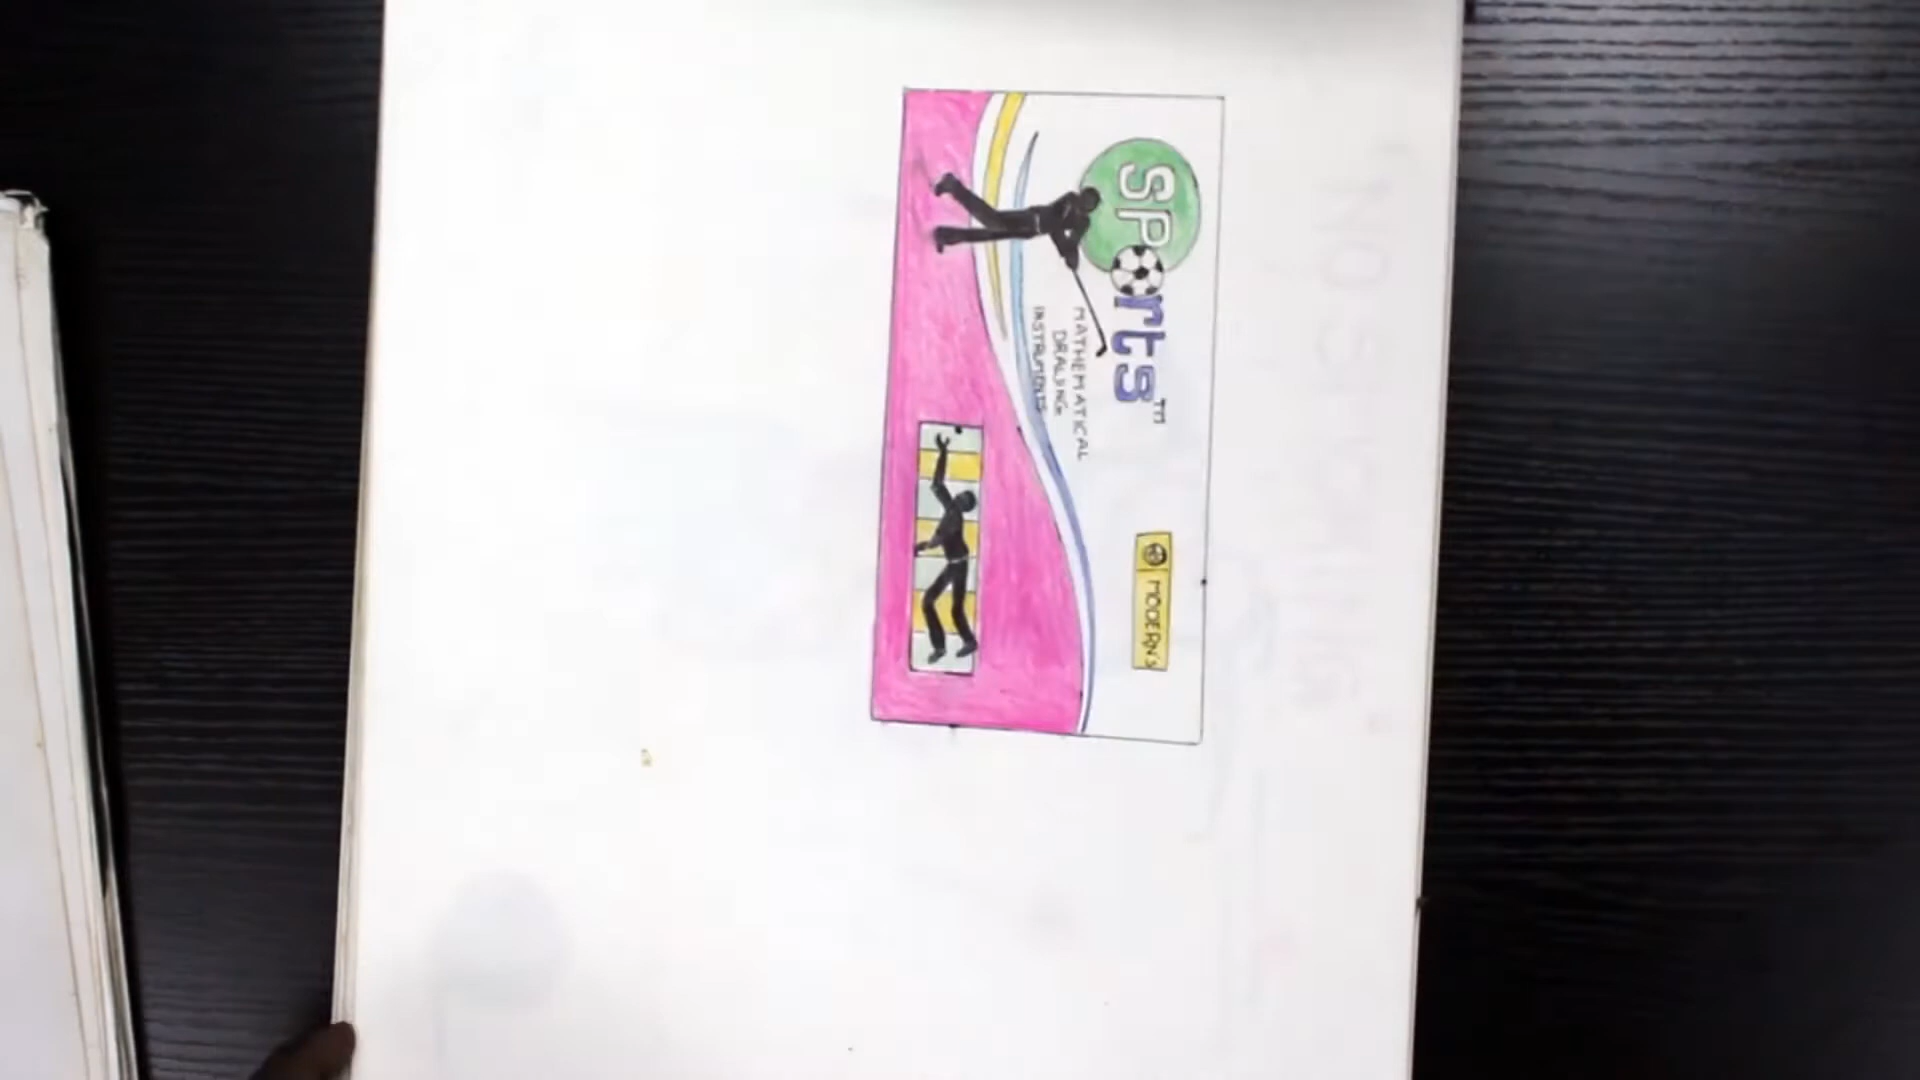 SPOrts™
MATHEMATICAL
DRAWING
INSTRUMENTS
MODERN'S